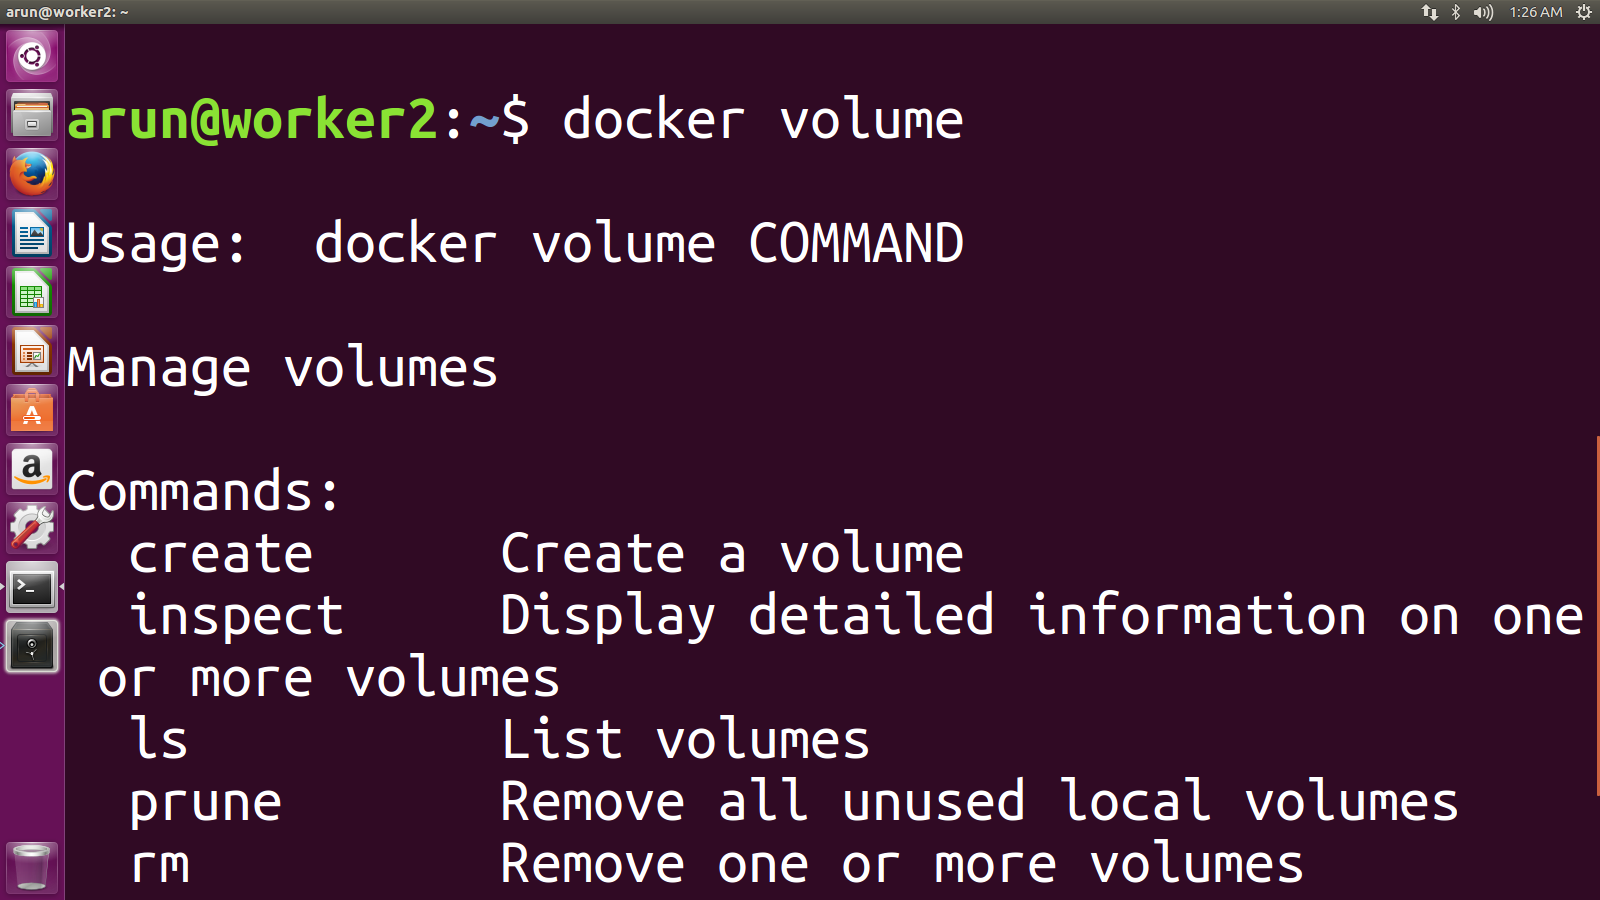 arun@worker2: ~
1:26 AM
arun@worker2:~$ docker volume
Usage:  docker volume COMMAND
Manage volumes
Commands:
  create      Create a volume
  inspect     Display detailed information on one
 or more volumes
  ls          List volumes
  prune       Remove all unused local volumes
  rm          Remove one or more volumes